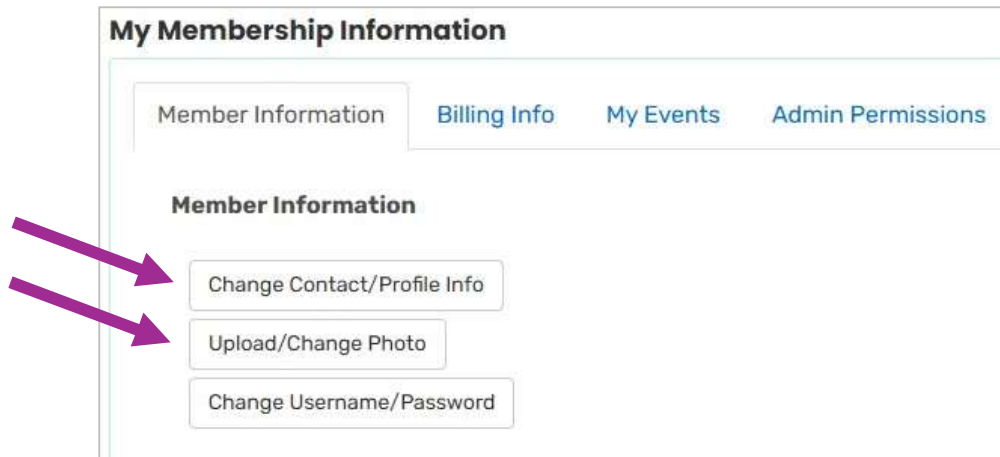 My Membership Information
Member Information Billing Info My Events Admin Permissions
Member Information
Change Contact/Profile Info
Upload/Change Photo
Change Username/Password